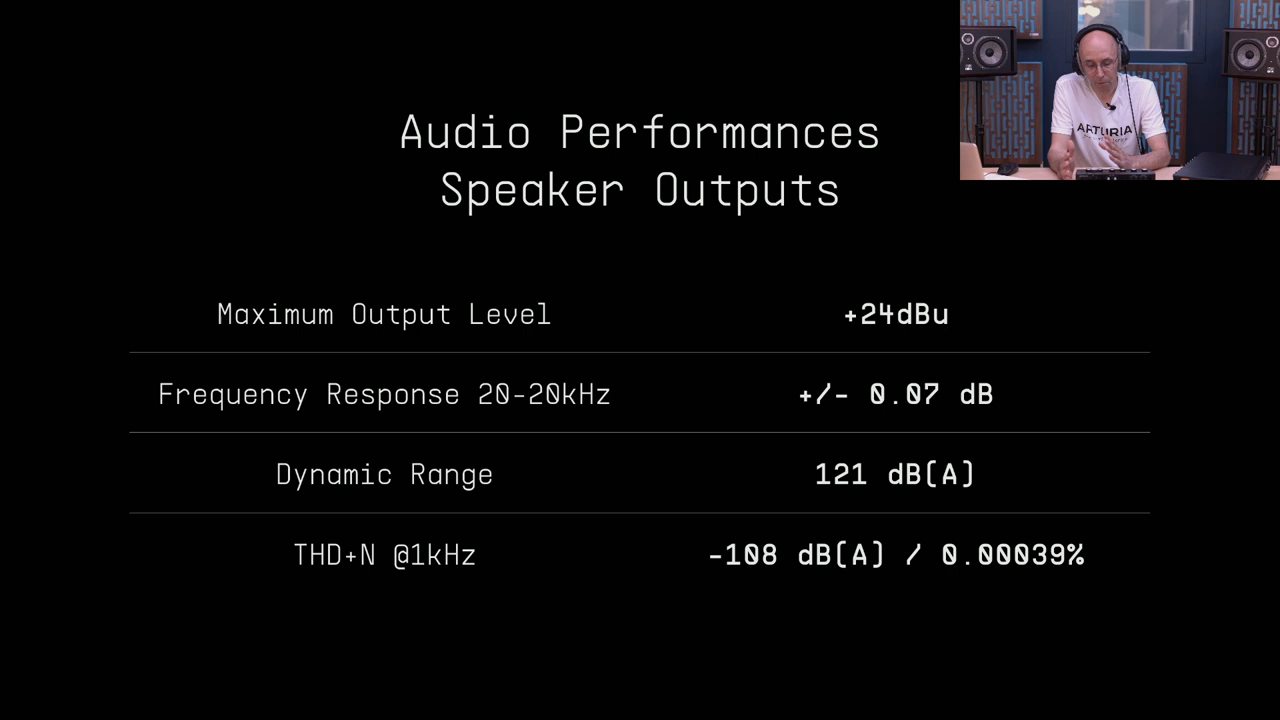 Audio Performances
Speaker Outputs
Maximum Output Level +24dBu
Frequency Response 20-20kHz +/- 0.07 dB
Dynamic Range 121 dB(A)
THD+N @1kHz -108 dB(A) / 0.00039%
ARTURIA